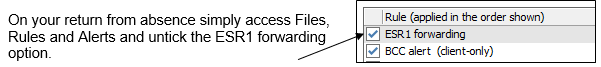 On your return from absence simply access Files,
Rules and Alerts and untick the ESR1 forwarding
option.
Rule (applied in the order shown)
ESR1 forwarding
BCC alert (client-only)